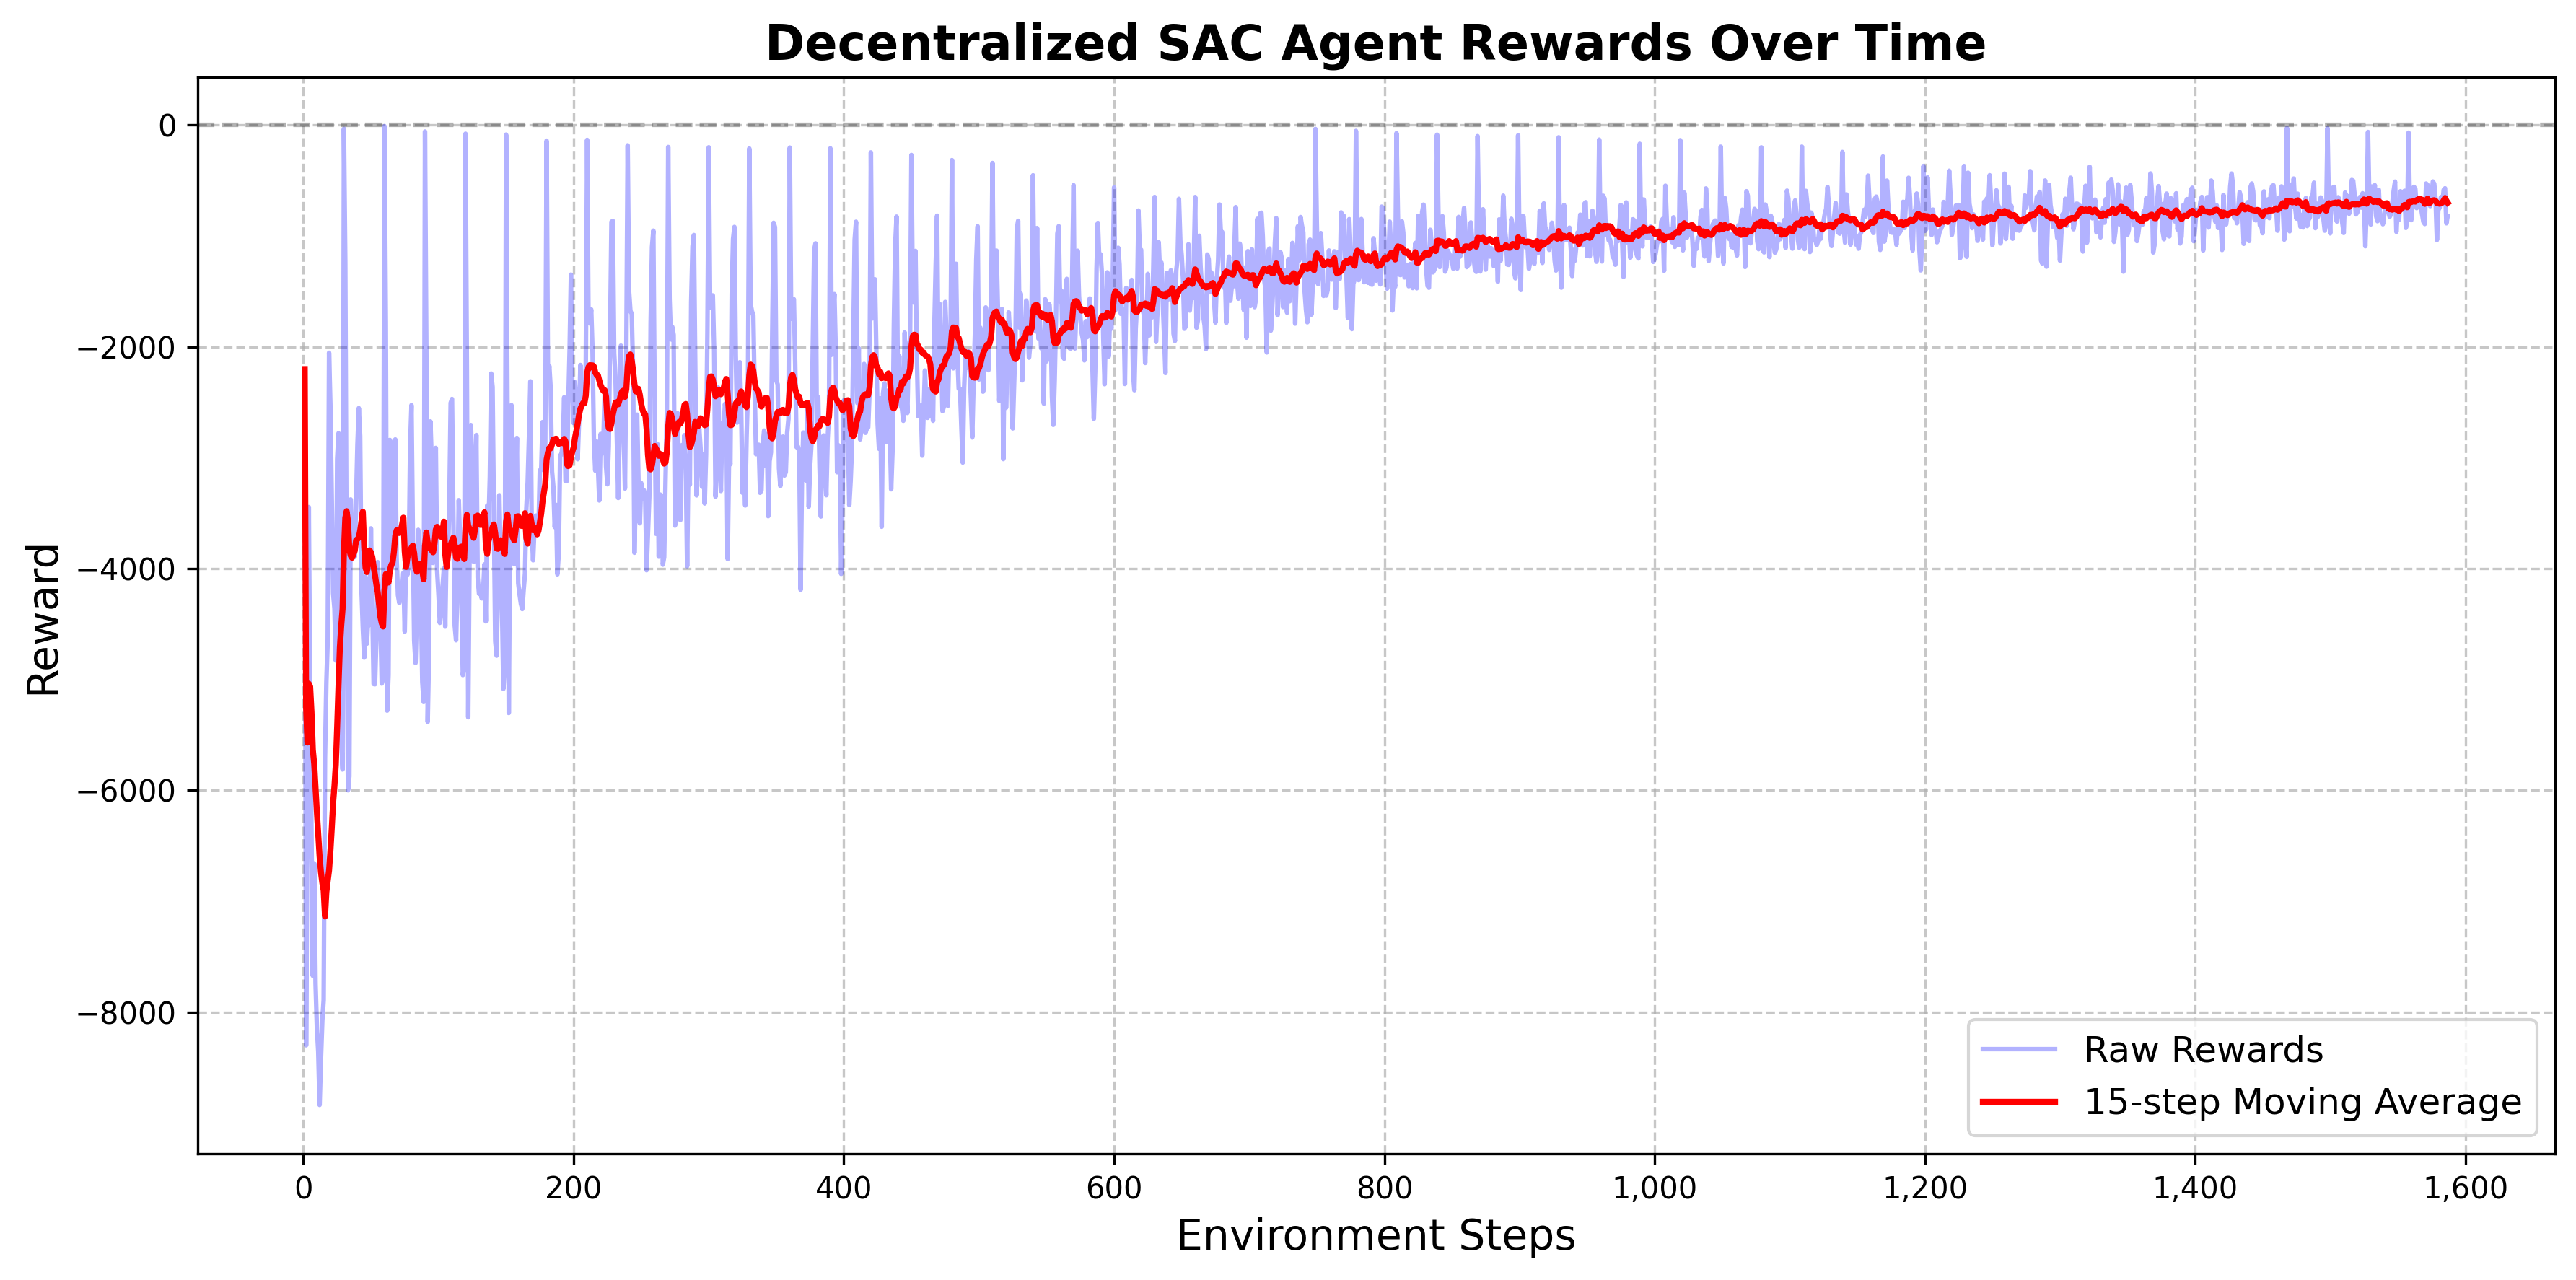 Decentralized SAC Agent Rewards Over Time
0
−2000
−4000
−6000
−8000
Reward
0
200
400
600
800
1,000
1,200
1,400
1,600
Environment Steps
Raw Rewards
15-step Moving Average